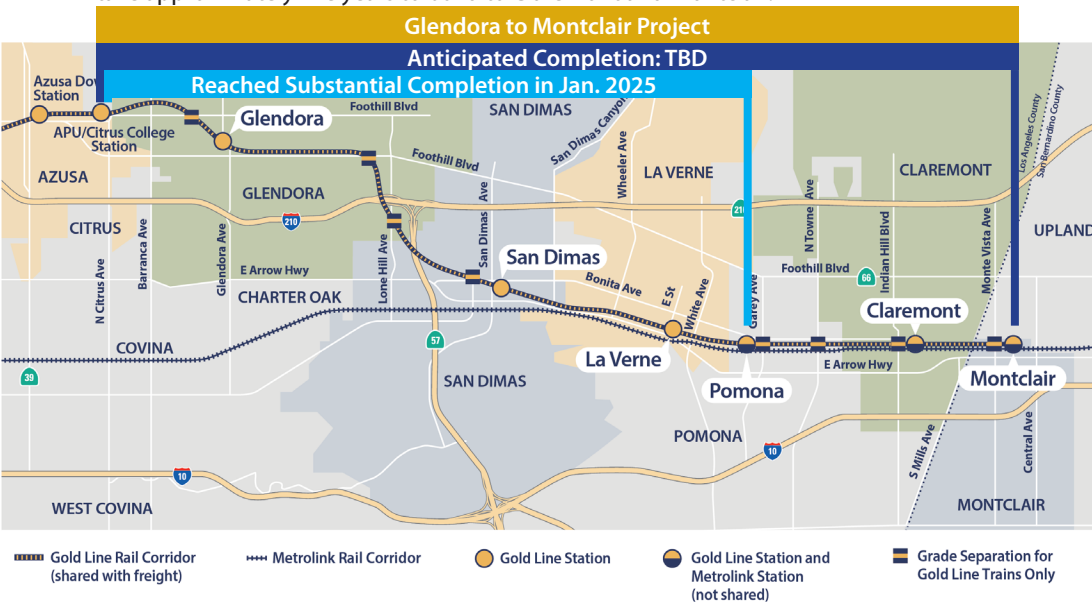 Glendora to Montclair Project
Anticipated Completion: TBD
Reached Substantial Completion in Jan. 2025
Azusa Dow
Station
APU/Citrus College
Station
Foothill Blvd
Glendora
SAN DIMAS
San Dimas Canyon
Wheeler Ave
LA VERNE
Foothill Blvd
CLAREMONT
Los Angeles County
San Bernardino County
AZUSA
GLENDORA
210
210
San Dimas Ave
N Towne Ave
Indian Hill Blvd
Monte Vista Ave
UPLAND
CITRUS
Barranca Ave
Glendora Ave
Lone Hill Ave
San Dimas
E Arrow Hwy
N Citrus Ave
CHARTER OAK
Bonita Ave
E St
White Ave
Garey Ave
Foothill Blvd
66
Claremont
COVINA
57
La Verne
Pomona
E Arrow Hwy
Montclair
39
SAN DIMAS
POMONA
10
10
S Mills Ave
Central Ave
WEST COVINA
MONTCLAIR
Gold Line Rail Corridor
(shared with freight)
Metrolink Rail Corridor
Gold Line Station
Gold Line Station and
Metrolink Station
(not shared)
Grade Separation for
Gold Line Trains Only